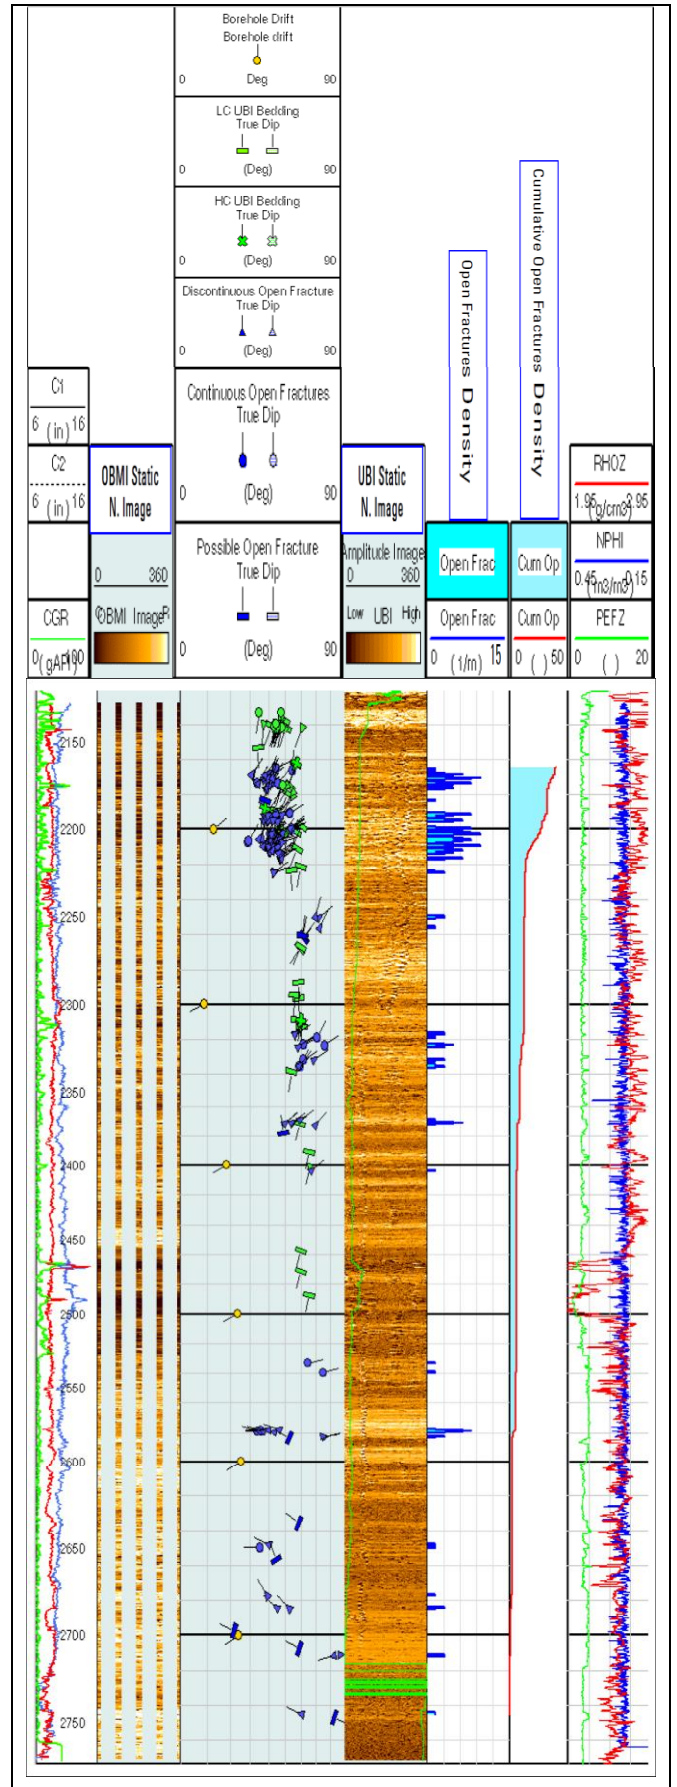 Borehole Drift
Borehole drift
0 Deg 90
LC UBI Bedding
True Dip
0 (Deg) 90
HC UBI Bedding
True Dip
0 (Deg) 90
Discontinuous Open Fracture
True Dip
0 (Deg) 90
Continuous Open Fractures
True Dip
0 (Deg) 90
Possible Open Fracture
True Dip
0 (Deg) 90
C1
6 (in) 16
C2
6 (in) 16
CGR
0 (gAPI) 100
OBMI Static
N. Image
0 360
OBMI Image
UBI Static
N. Image
Amplitude Image
0 360
Low UBI High
Open Fractures Density
Open Frac
Open Frac
0 (1/m) 15
Cumulative Open Fractures Density
Cum Op
Cum Op
0 ( ) 50
RHOZ
1.95 (g/cm3) 2.95
NPHI
0.45 (m3/m3) -0.15
PEFZ
0 ( ) 20
2150
2200
2250
2300
2350
2400
2450
2500
2550
2600
2650
2700
2750